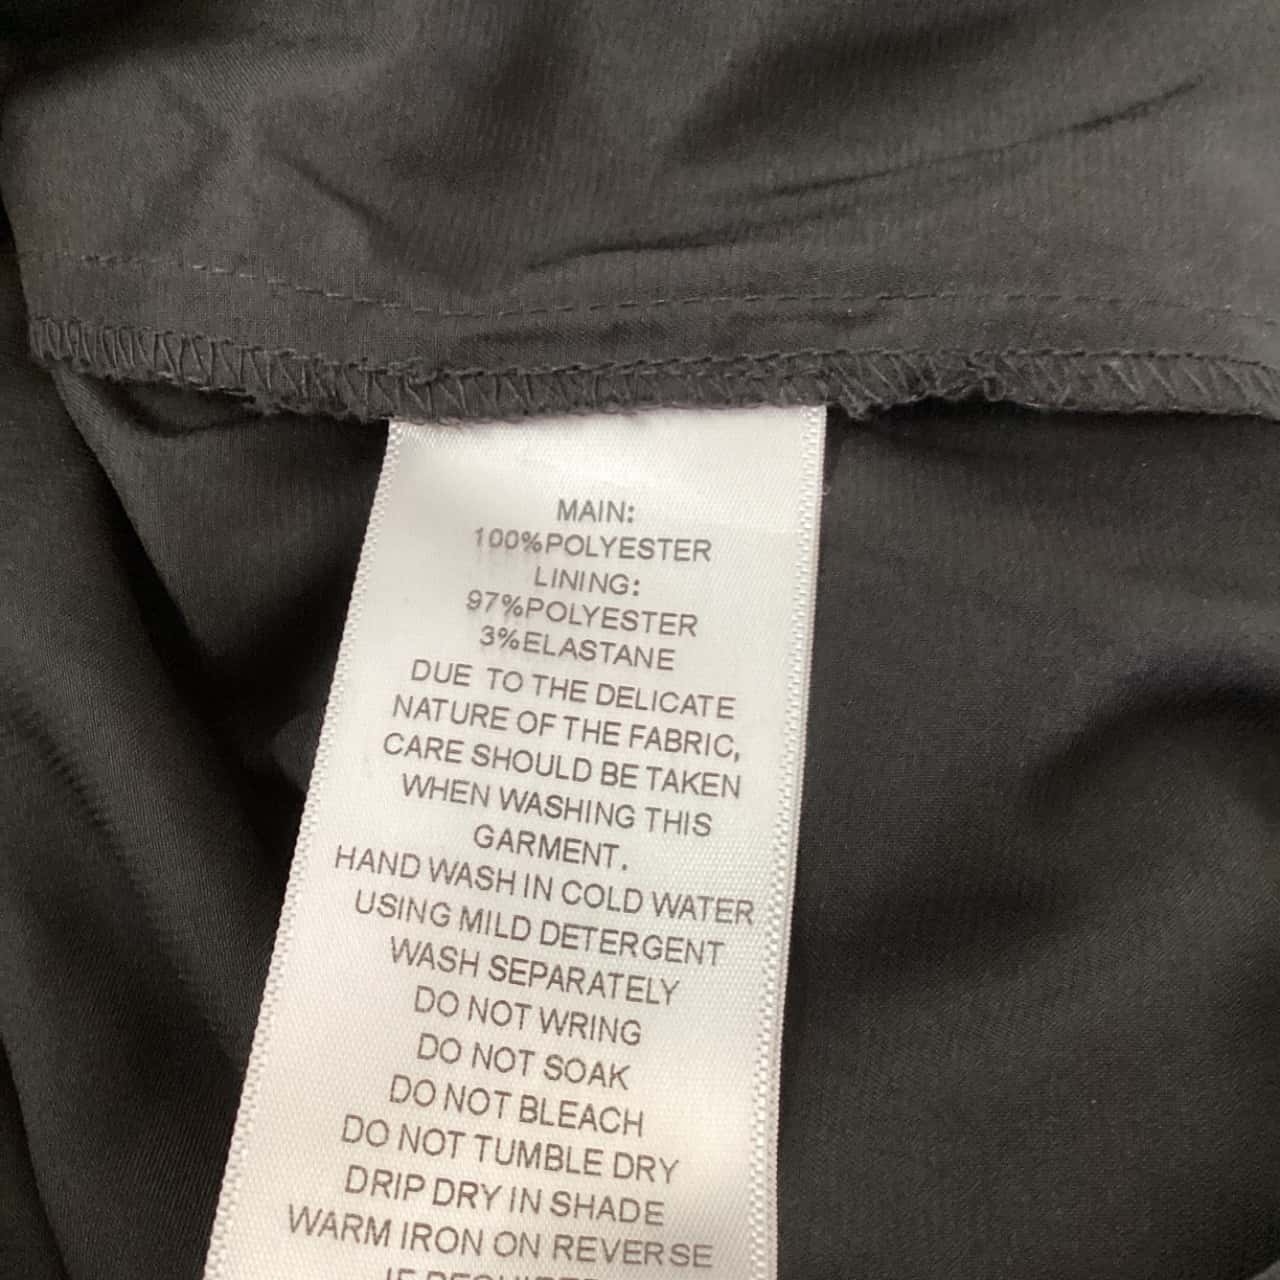 MAIN:
100%POLYESTER
LINING:
97%POLYESTER
3%ELASTANE
DUE TO THE DELICATE
NATURE OF THE FABRIC,
CARE SHOULD BE TAKEN
WHEN WASHING THIS
GARMENT.
HAND WASH IN COLD WATER
USING MILD DETERGENT
WASH SEPARATELY
DO NOT WRING
DO NOT SOAK
DO NOT BLEACH
DO NOT TUMBLE DRY
DRIP DRY IN SHADE
WARM IRON ON REVERSE
IF